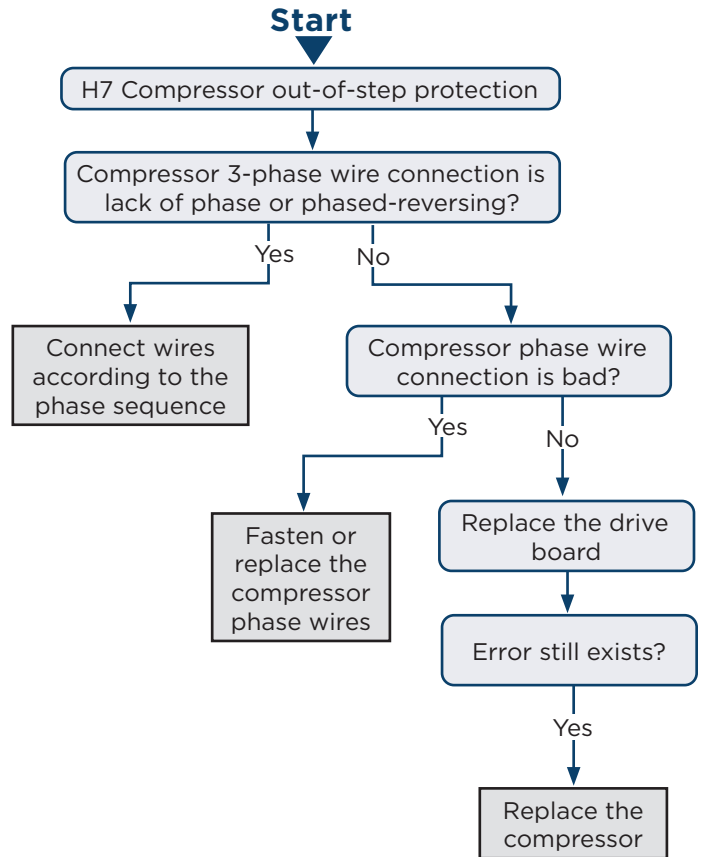 Start
H7 Compressor out-of-step protection
Compressor 3-phase wire connection is
lack of phase or phased-reversing?
Yes
No
Connect wires
according to the
phase sequence
Compressor phase wire
connection is bad?
Yes
No
Fasten or
replace the
compressor
phase wires
Replace the drive
board
Error still exists?
Yes
Replace the
compressor